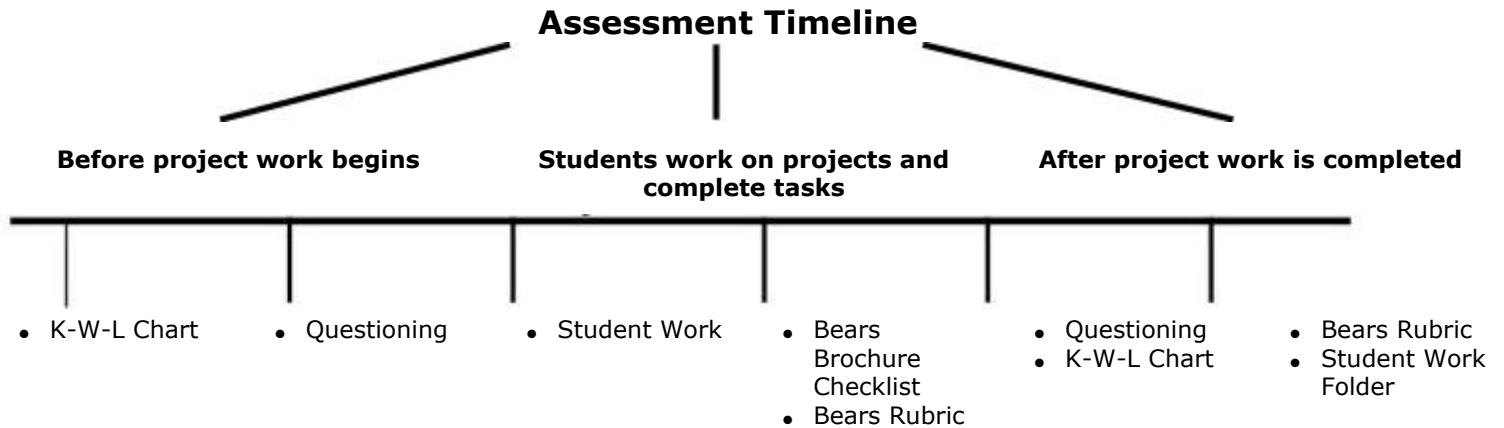 Assessment Timeline
Before project work begins
Students work on projects and
complete tasks
After project work is completed
• K-W-L Chart
• Questioning
• Student Work
• Bears
Brochure
Checklist
• Bears Rubric
• Questioning
• K-W-L Chart
• Bears Rubric
• Student Work
Folder